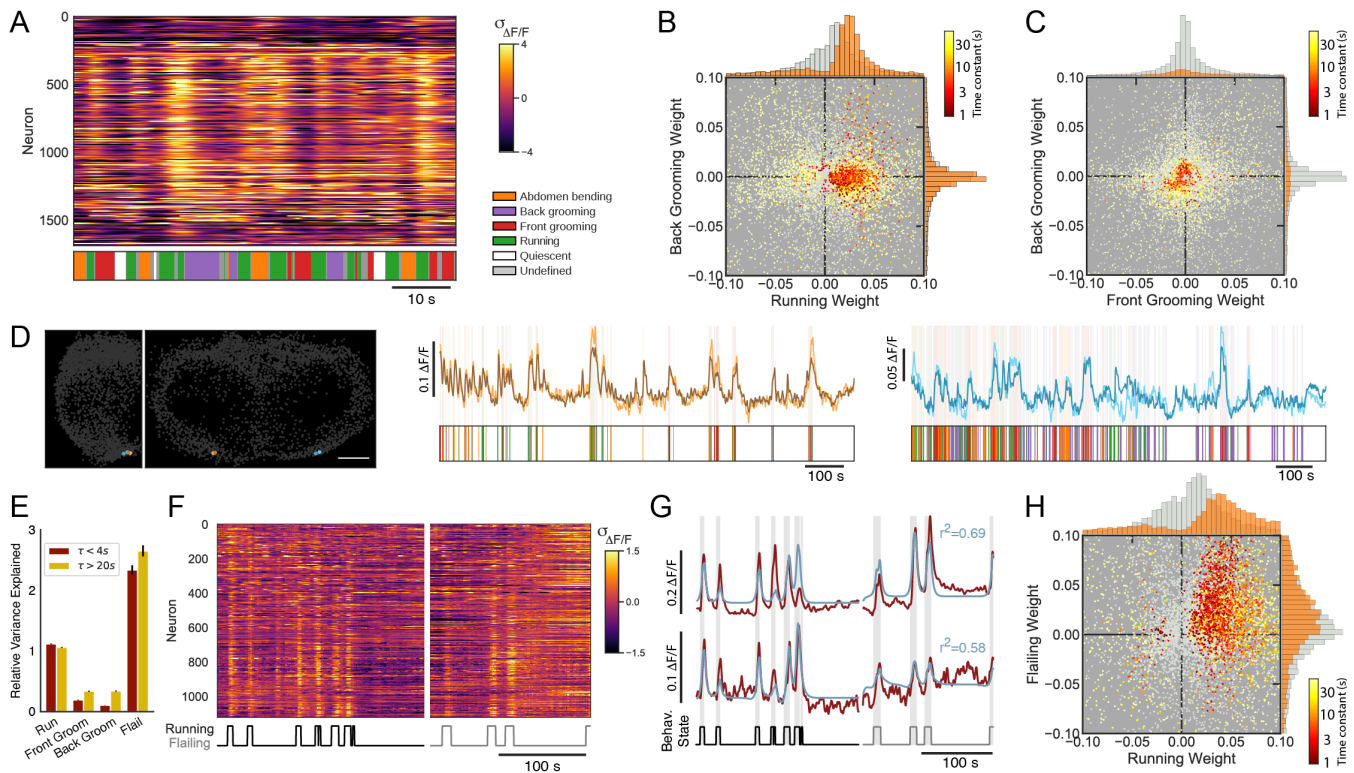 A
Neuron
0
500
1000
1500
σ ΔF/F
4
−4
Abdomen bending
Back grooming
Front grooming
Running
Quiescent
Undefined
10 s
B
Back Grooming Weight
0.10
0.05
0.00
−0.05
−0.10
−0.10
−0.05
0.00
0.05
0.10
Running Weight
30
10
3
1
Time constant (s)
C
Back Grooming Weight
0.10
0.05
0.00
−0.05
−0.10
−0.10
−0.05
0.00
0.05
0.10
Front Grooming Weight
30
10
3
1
Time constant (s)
D
0.1 ΔF/F
100 s
0.05 ΔF/F
100 s
E
Relative Variance Explained
3
2
1
0
τ < 4s
τ > 20s
Run
Front Groom
Back Groom
Flail
F
Neuron
0
200
400
600
800
1000
σ ΔF/F
1.5
0.0
−1.5
Running
Flailing
100 s
G
0.2 ΔF/F
r²=0.69
0.1 ΔF/F
r²=0.58
Behav.
State
100 s
H
Flailing Weight
0.10
0.05
0.00
−0.05
−0.10
−0.10
−0.05
0.00
0.05
0.10
Running Weight
30
10
3
1
Time constant (s)